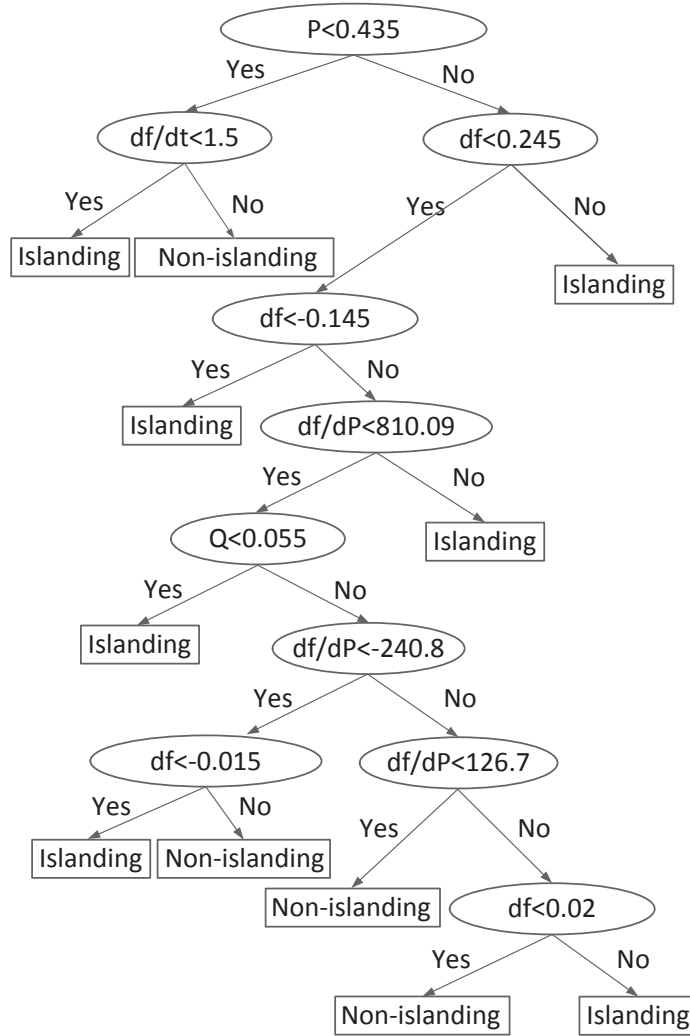 P<0.435
Yes
No
df/dt<1.5
df<0.245
Yes
No
Yes
No
Islanding
Non-islanding
Islanding
df<-0.145
Yes
No
Islanding
df/dP<810.09
Yes
No
Q<0.055
Islanding
Yes
No
Islanding
df/dP<-240.8
Yes
No
df<-0.015
df/dP<126.7
Yes
No
Yes
No
Islanding
Non-islanding
Non-islanding
df<0.02
Yes
No
Non-islanding
Islanding